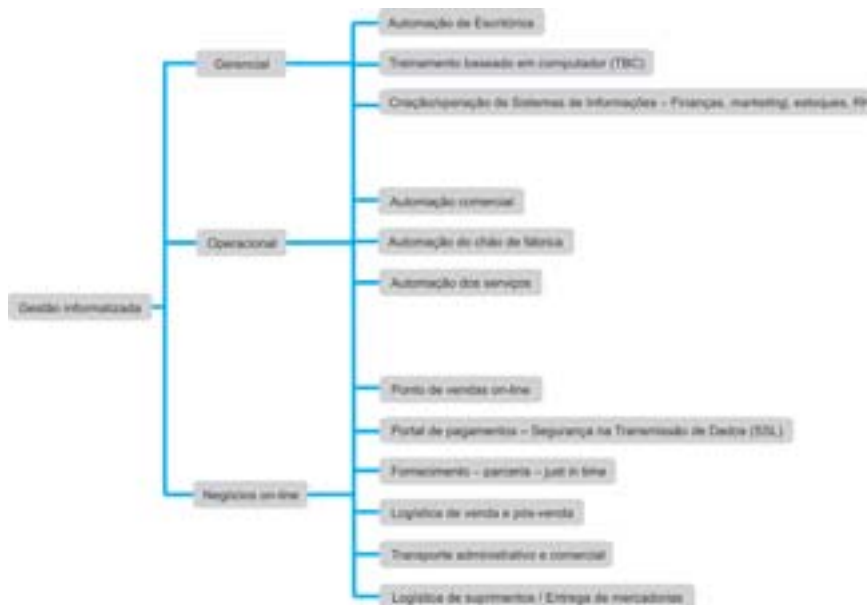 Automação de Escritórios
Gerencial
Treinamento baseado em computador (TBC)
Criação/operação de Sistemas de Informações – Finanças, marketing, estoques, RH
Automação comercial
Operacional
Automação do chão de fábrica
Automação dos serviços
Gestão informatizada
Ponto de vendas on-line
Portal de pagamentos – Segurança na Transmissão de Dados (SSL)
Fornecimento – parceria – just in time
Negócios on-line
Logística de venda e pós-venda
Transporte administrativo e comercial
Logística de suprimentos / Entrega de mercadorias